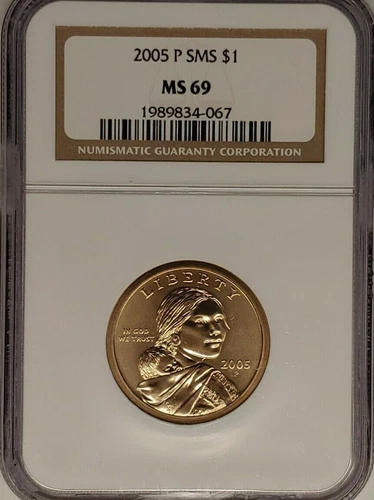 2005 P SMS $1
MS 69
1989834-067
NUMISMATIC GUARANTY CORPORATION
LIBERTY
IN GOD
WE TRUST
2005
P